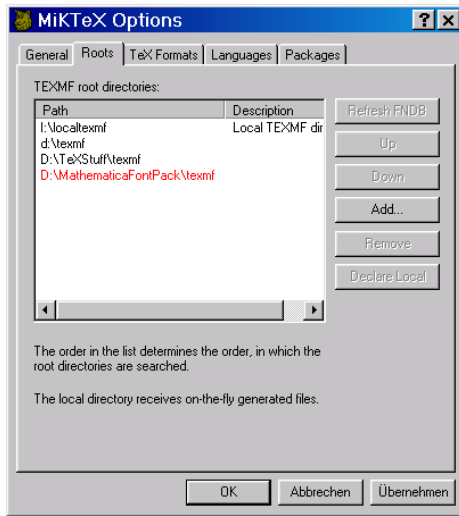 MiKTeX Options
General Roots TeX Formats Languages Packages
TEXMF root directories:
Path Description
I:\localtexmf Local TEXMF dir
d:\texmf
D:\TeXStuff\texmf
D:\MathematicaFontPack\texmf
Refresh FNDB
Up
Down
Add...
Remove
Declare Local
The order in the list determines the order, in which the
root directories are searched.
The local directory receives on-the-fly generated files.
OK Abbrechen Übernehmen